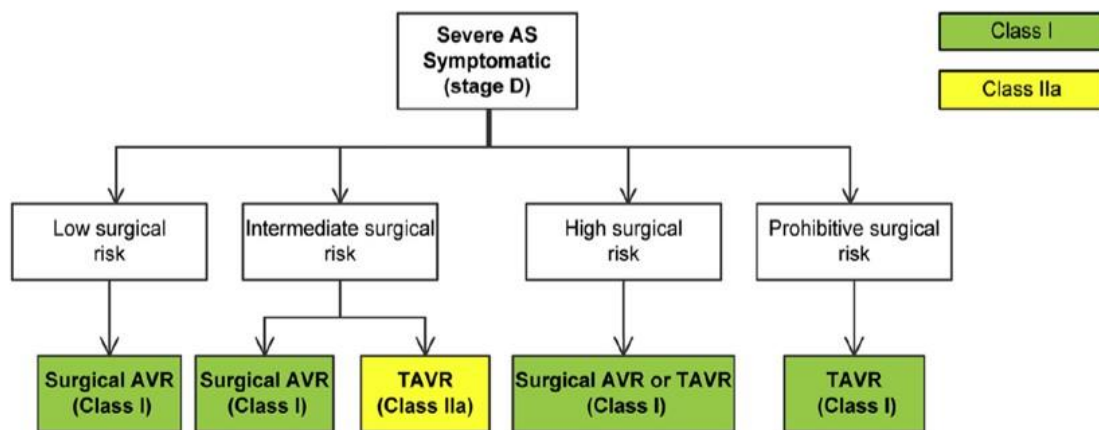 Severe AS
Symptomatic
(stage D)
Class I
Class IIa
Low surgical
risk
Intermediate surgical
risk
High surgical
risk
Prohibitive surgical
risk
Surgical AVR
(Class I)
Surgical AVR
(Class I)
TAVR
(Class IIa)
Surgical AVR or TAVR
(Class I)
TAVR
(Class I)